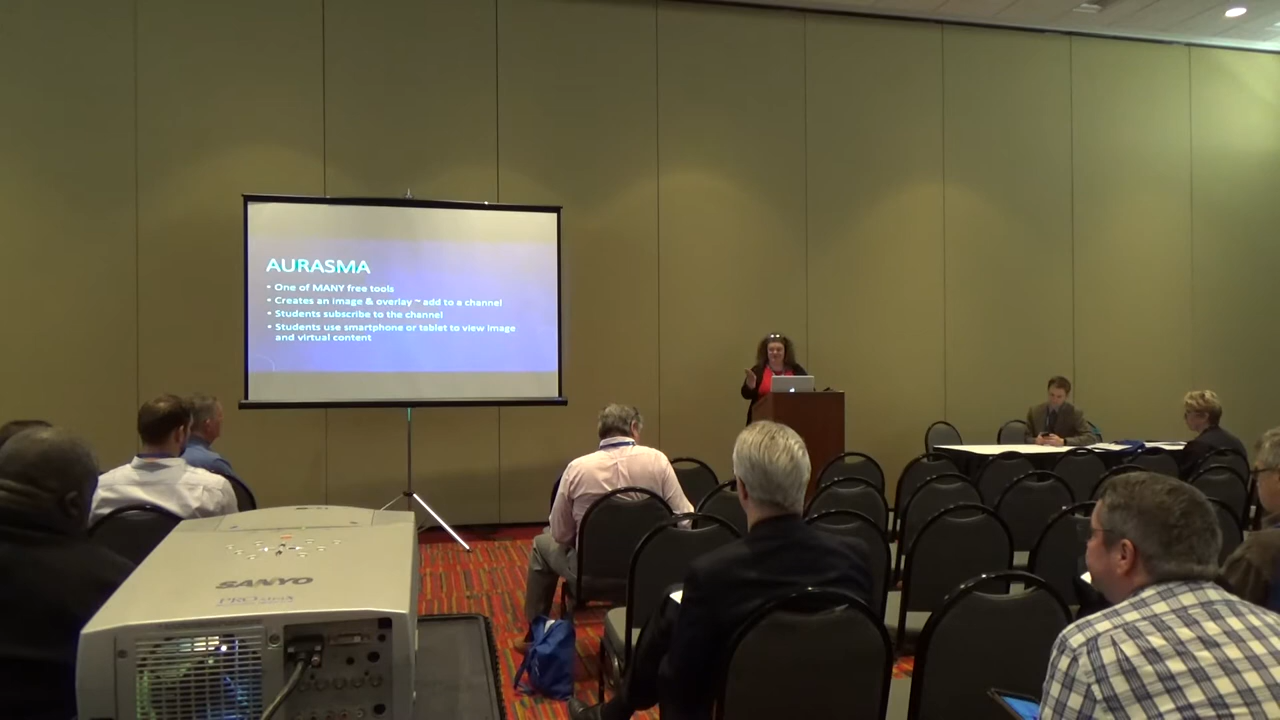 AURASMA
• One of MANY free tools
• Creates an image & overlay ~ add to a channel
• Students subscribe to the channel
• Students use smartphone or tablet to view image
and virtual content
SANYO
PRO